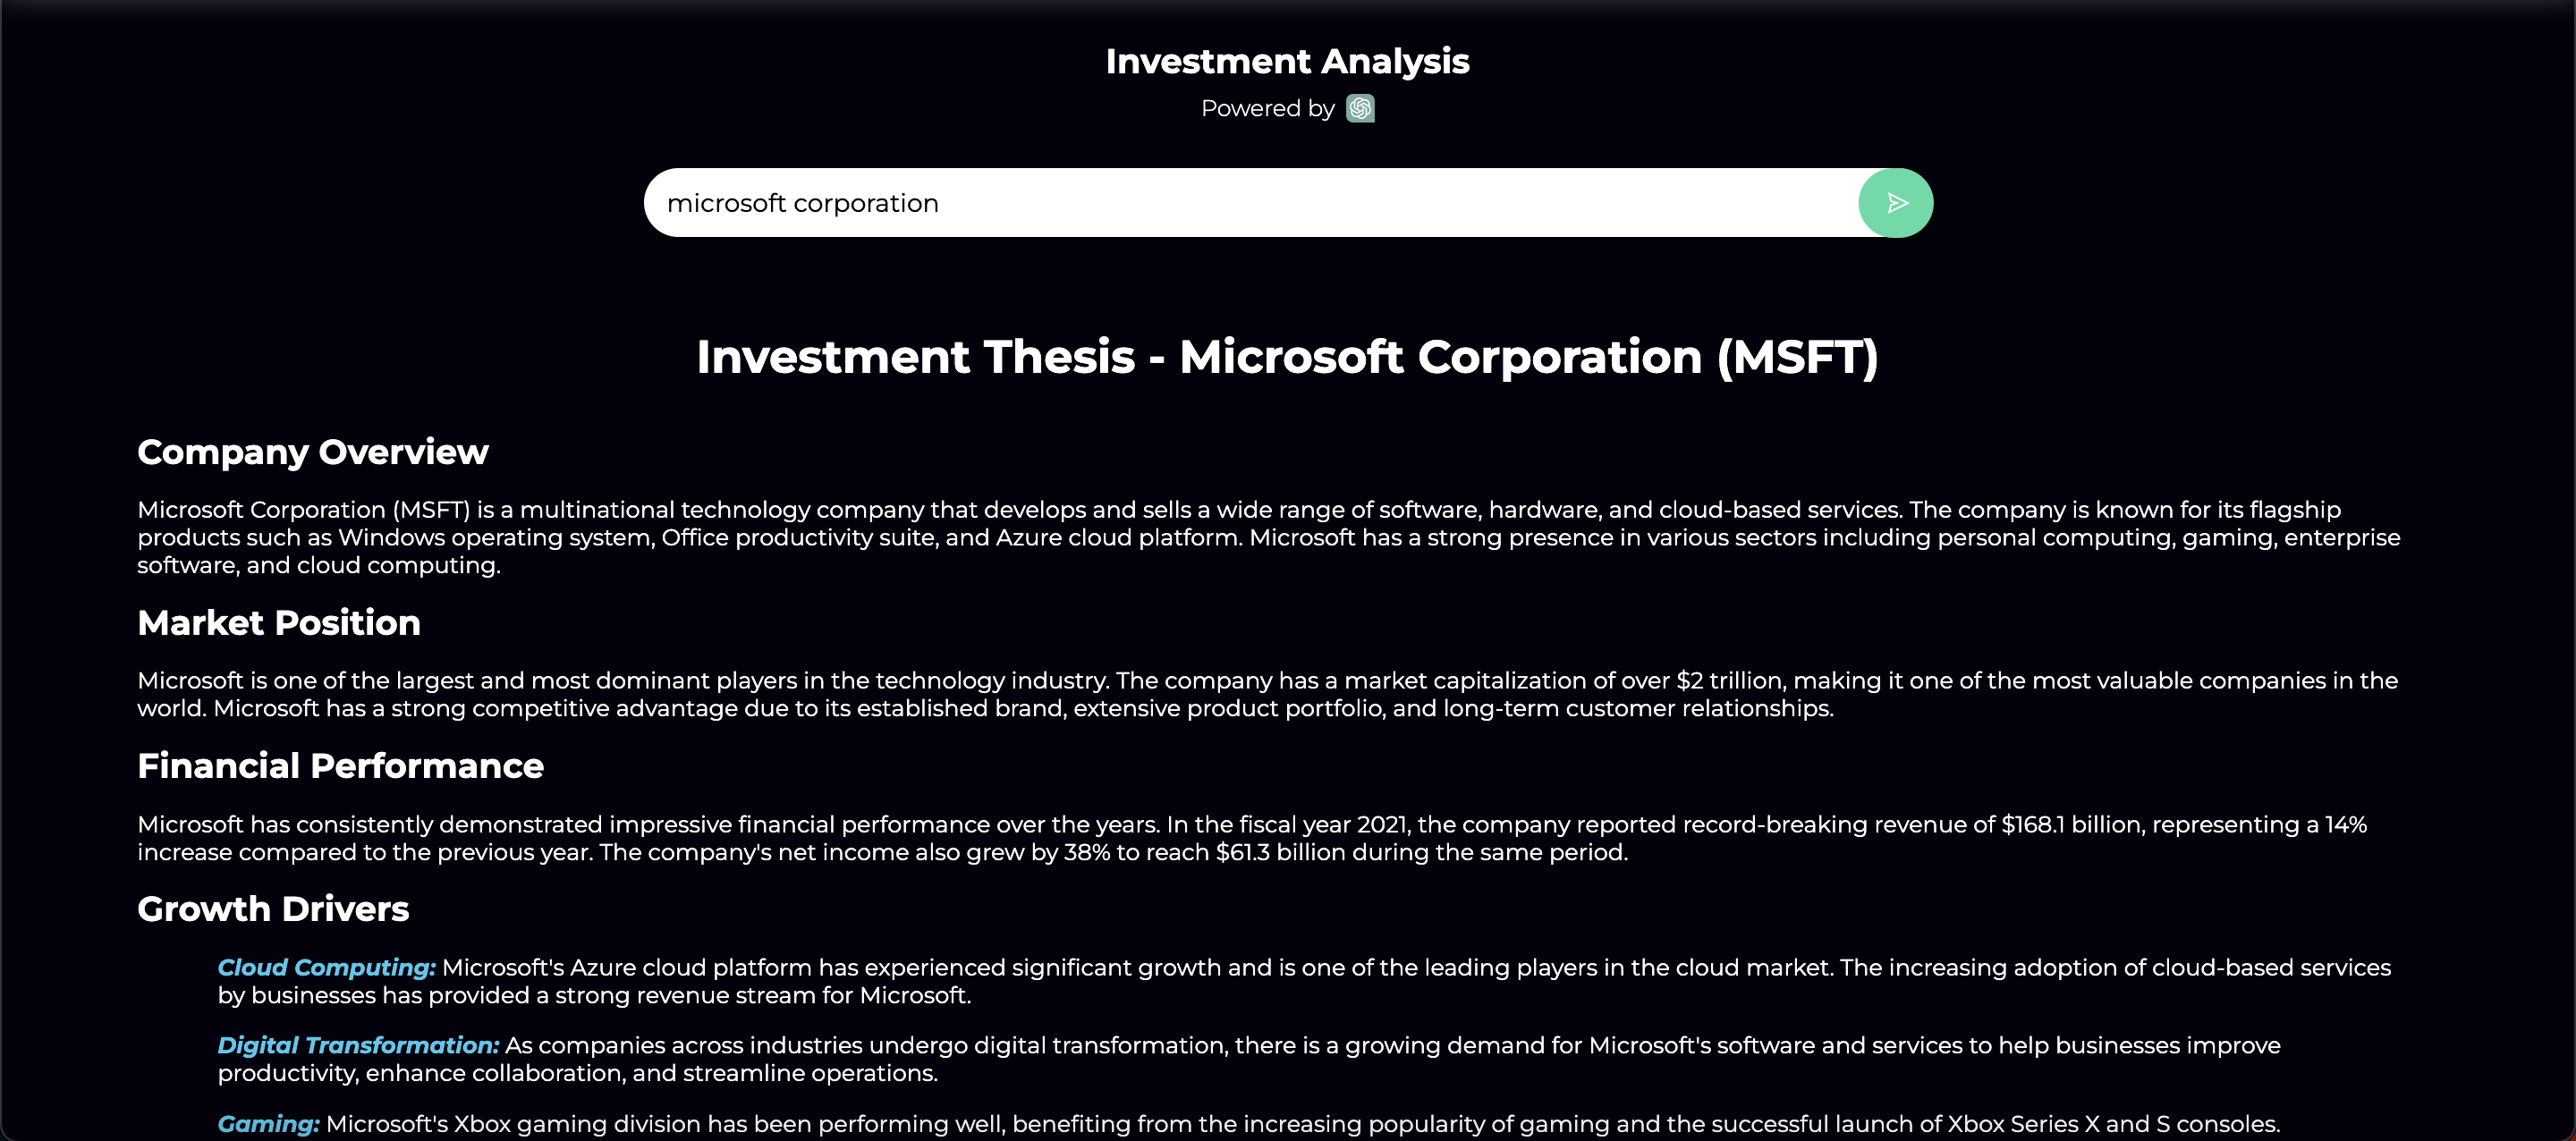 Investment Analysis
Powered by
microsoft corporation
Investment Thesis - Microsoft Corporation (MSFT)
Company Overview
Microsoft Corporation (MSFT) is a multinational technology company that develops and sells a wide range of software, hardware, and cloud-based services. The company is known for its flagship
products such as Windows operating system, Office productivity suite, and Azure cloud platform. Microsoft has a strong presence in various sectors including personal computing, gaming, enterprise
software, and cloud computing.
Market Position
Microsoft is one of the largest and most dominant players in the technology industry. The company has a market capitalization of over $2 trillion, making it one of the most valuable companies in the
world. Microsoft has a strong competitive advantage due to its established brand, extensive product portfolio, and long-term customer relationships.
Financial Performance
Microsoft has consistently demonstrated impressive financial performance over the years. In the fiscal year 2021, the company reported record-breaking revenue of $168.1 billion, representing a 14%
increase compared to the previous year. The company's net income also grew by 38% to reach $61.3 billion during the same period.
Growth Drivers
Cloud Computing: Microsoft's Azure cloud platform has experienced significant growth and is one of the leading players in the cloud market. The increasing adoption of cloud-based services
by businesses has provided a strong revenue stream for Microsoft.
Digital Transformation: As companies across industries undergo digital transformation, there is a growing demand for Microsoft's software and services to help businesses improve
productivity, enhance collaboration, and streamline operations.
Gaming: Microsoft's Xbox gaming division has been performing well, benefiting from the increasing popularity of gaming and the successful launch of Xbox Series X and S consoles.